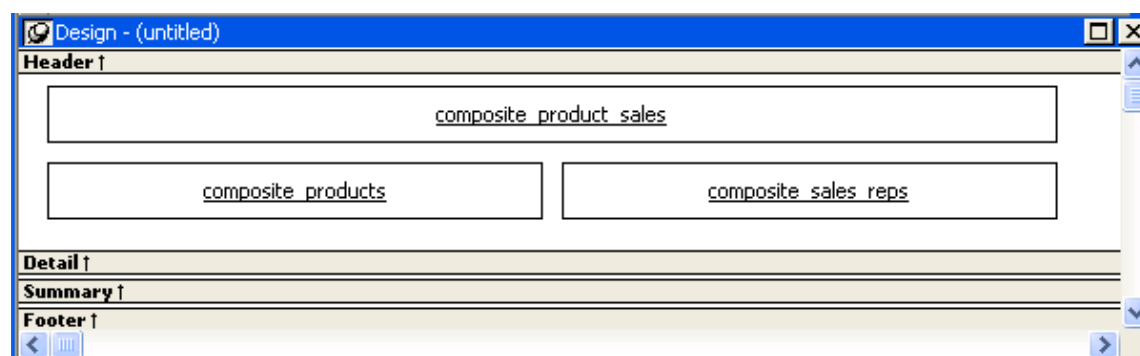 Design - (untitled)
Header ↑
composite_product_sales
composite_products composite_sales_reps
Detail ↑
Summary ↑
Footer ↑